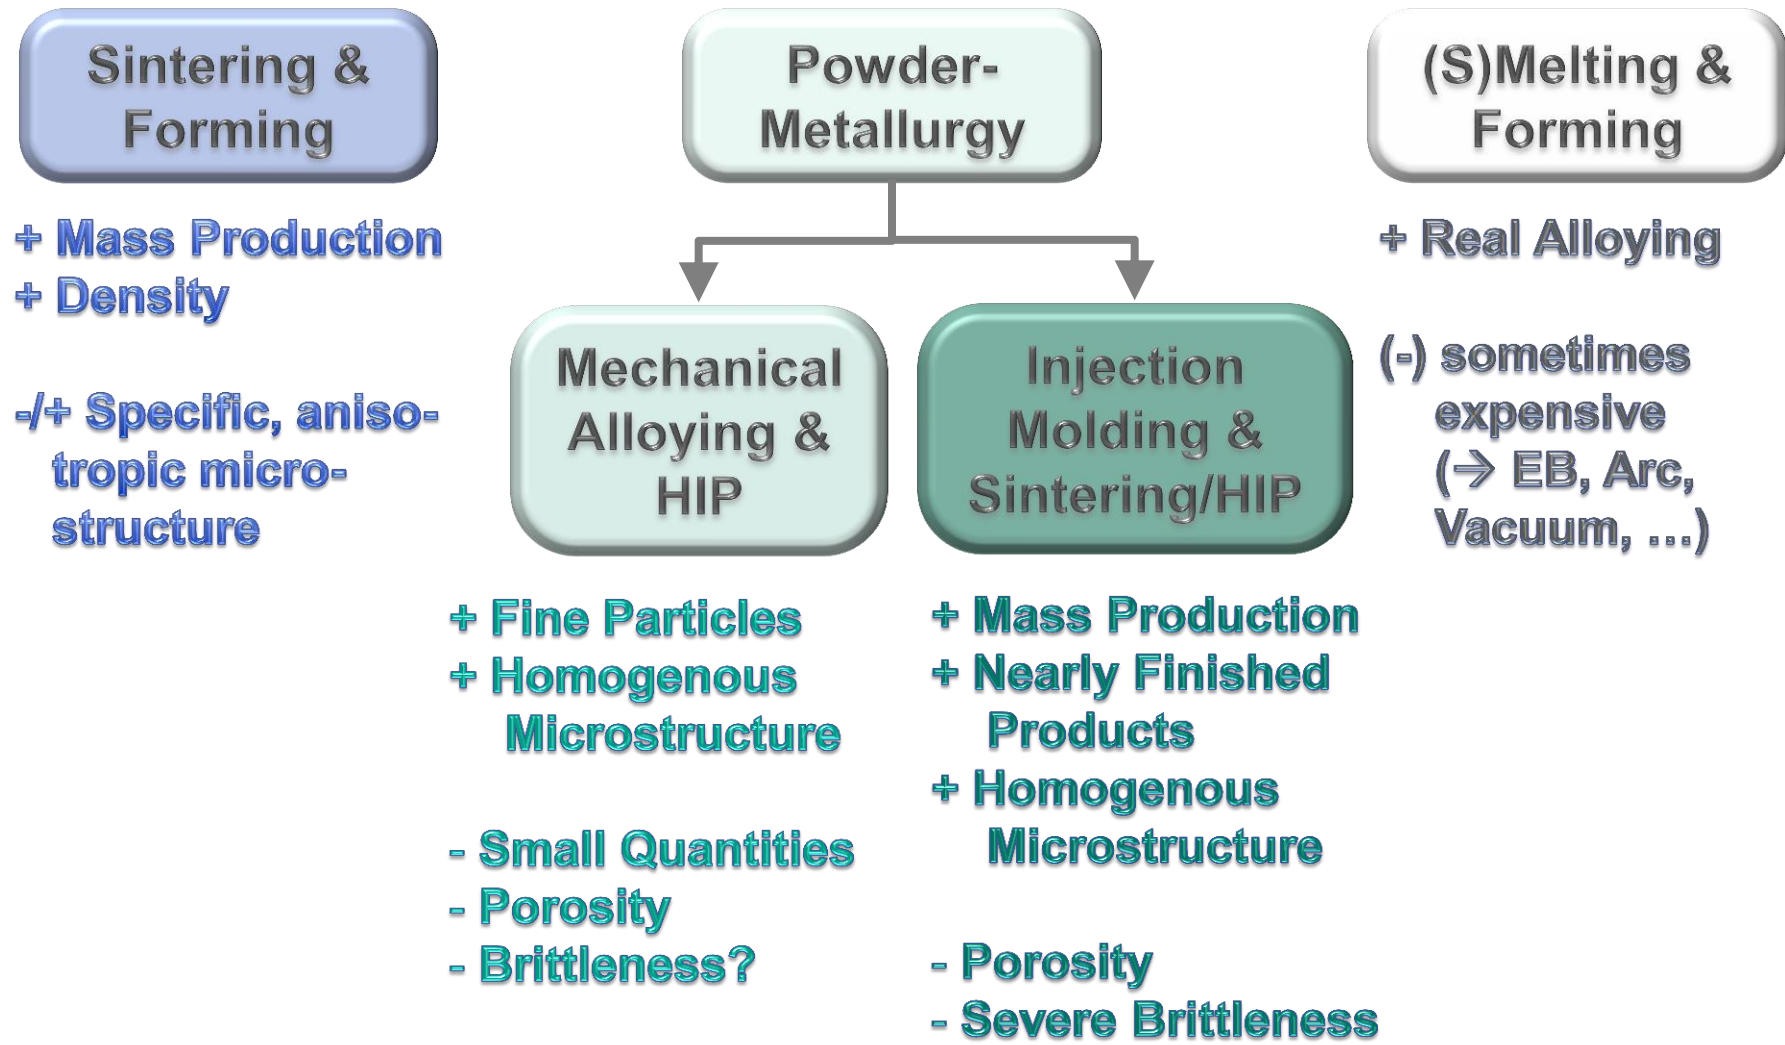 Sintering &
Forming
+ Mass Production
+ Density
-/+ Specific, aniso-
tropic micro-
structure
Powder-
Metallurgy
Mechanical
Alloying &
HIP
+ Fine Particles
+ Homogenous
Microstructure
- Small Quantities
- Porosity
- Brittleness?
Injection
Molding &
Sintering/HIP
+ Mass Production
+ Nearly Finished
Products
+ Homogenous
Microstructure
- Porosity
- Severe Brittleness
(S)Melting &
Forming
+ Real Alloying
(-) sometimes
expensive
(→ EB, Arc,
Vacuum, ...)